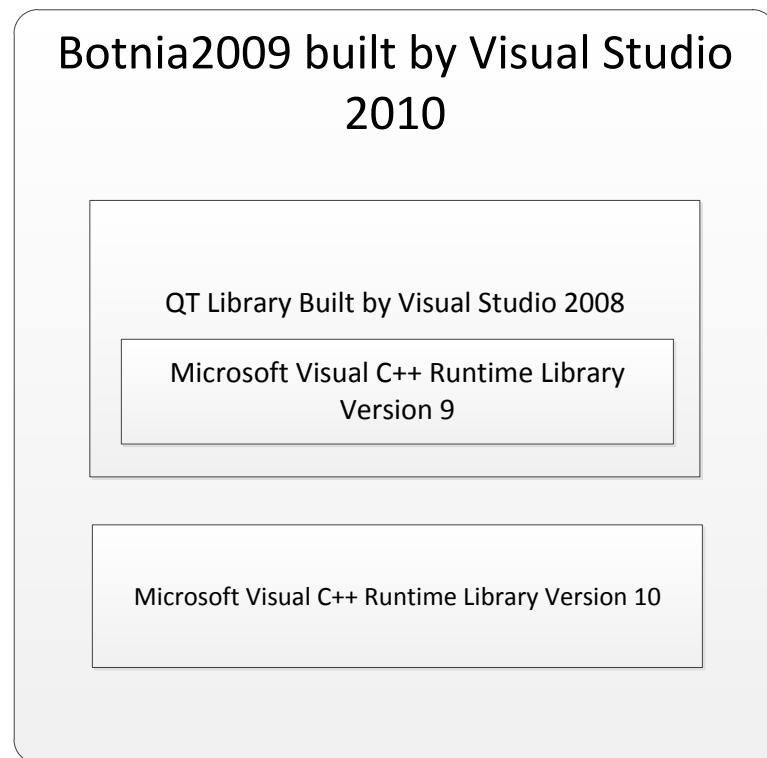 Botnia2009 built by Visual Studio
2010
QT Library Built by Visual Studio 2008
Microsoft Visual C++ Runtime Library
Version 9
Microsoft Visual C++ Runtime Library Version 10